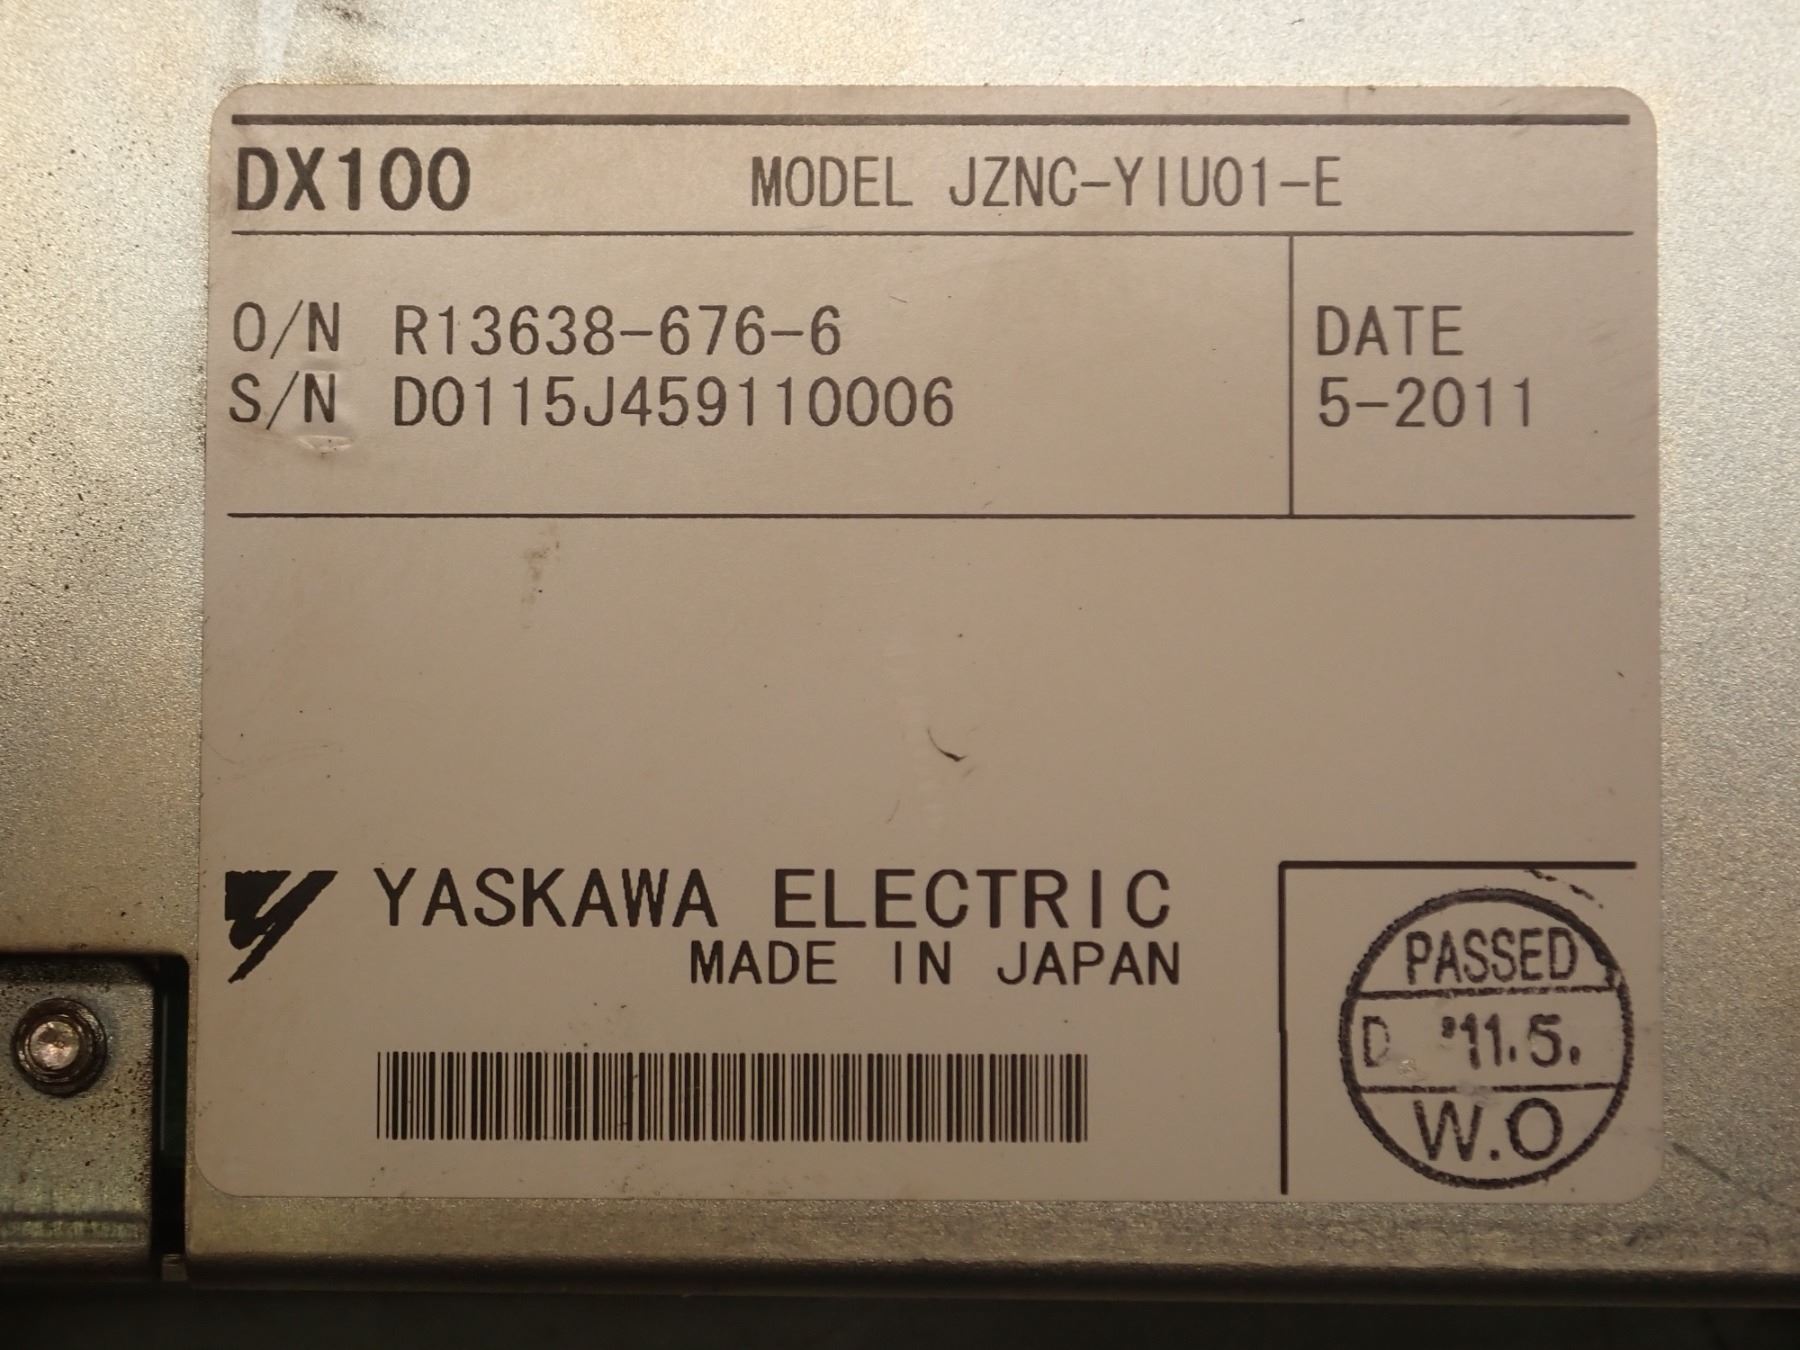 DX100 MODEL JZNC-YIU01-E
O/N R13638-676-6
S/N D0115J459110006
DATE
5-2011
YASKAWA ELECTRIC
MADE IN JAPAN
PASSED
D '11.5.
W.O